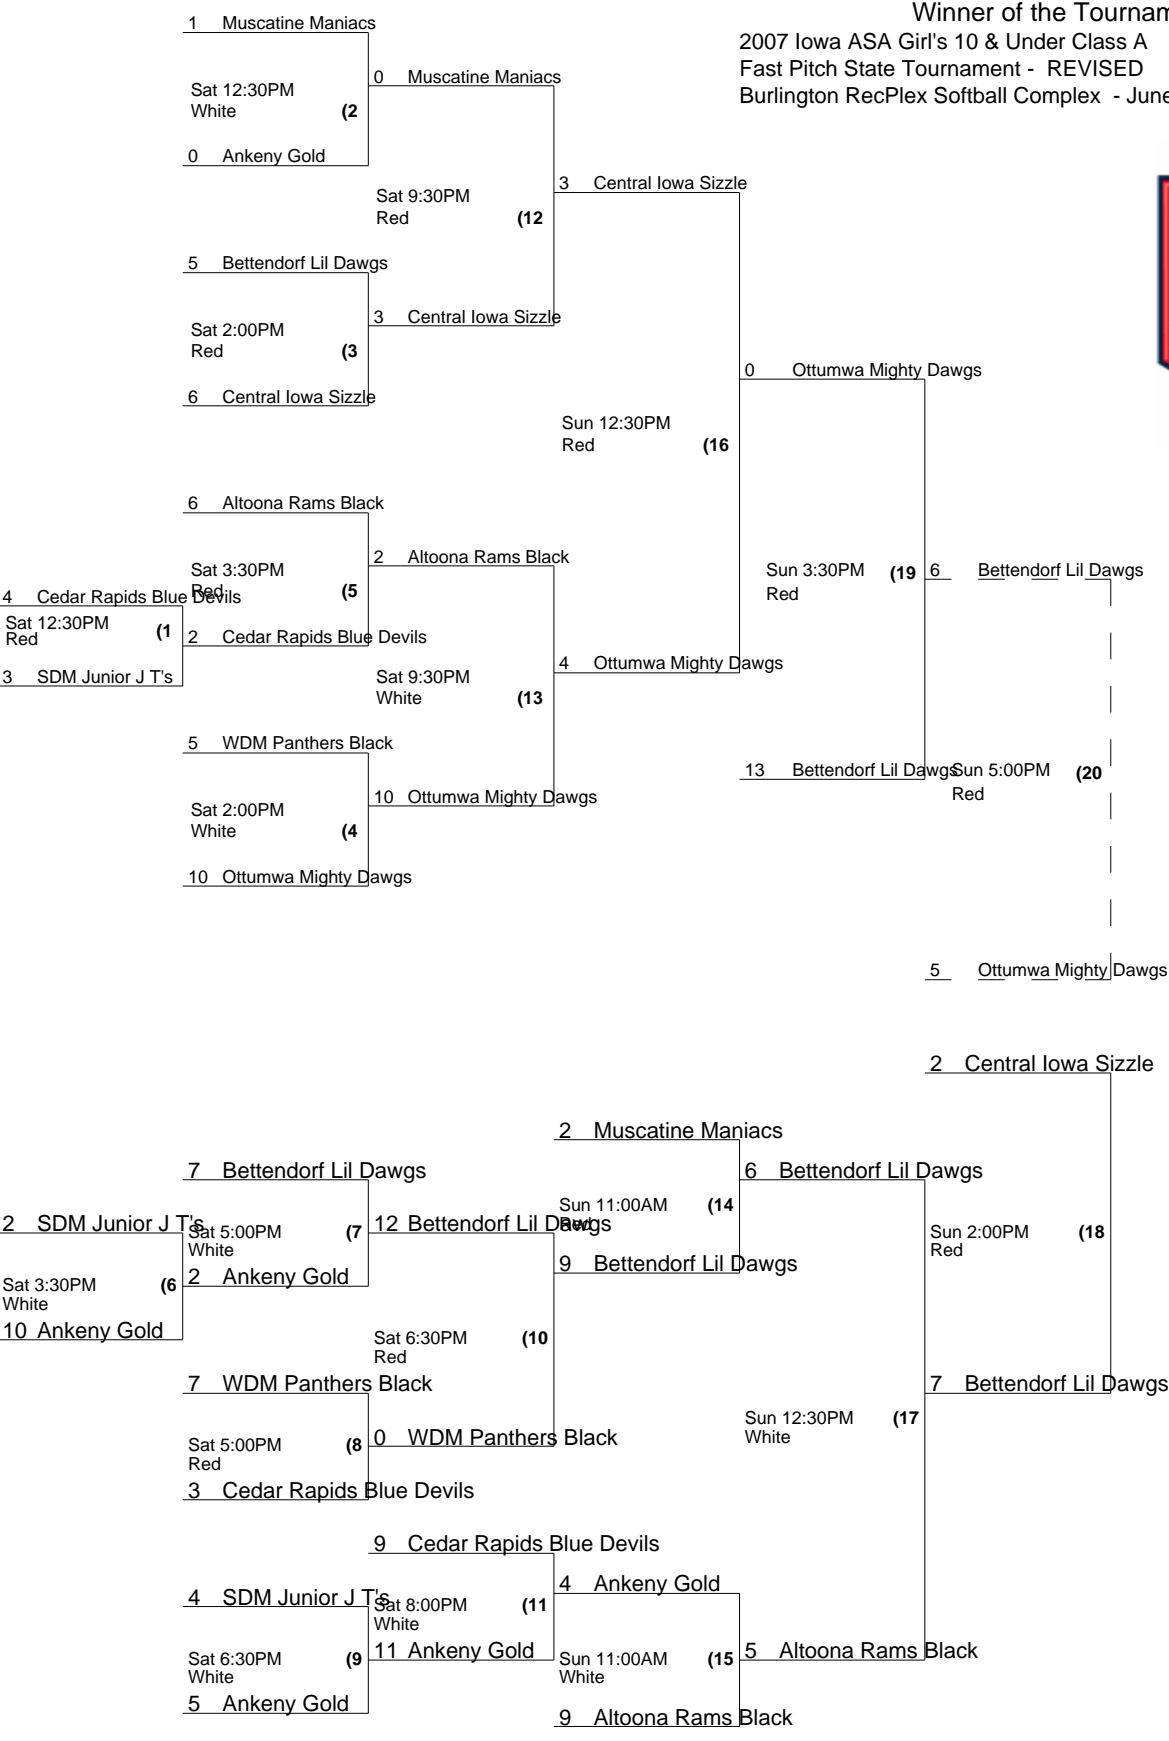 Winner of the Tournam
2007 Iowa ASA Girl's 10 & Under Class A
Fast Pitch State Tournament - REVISED
Burlington RecPlex Softball Complex - June
1 Muscatine Maniacs
Sat 12:30PM
White (2
0 Ankeny Gold
0 Muscatine Maniacs
Sat 9:30PM
Red (12
3 Central Iowa Sizzle
5 Bettendorf Lil Dawgs
Sat 2:00PM
Red (3
3 Central Iowa Sizzle
6 Central Iowa Sizzle
0 Ottumwa Mighty Dawgs
Sun 12:30PM
Red (16
6 Altoona Rams Black
Sat 3:30PM
Red (5
2 Altoona Rams Black
4 Cedar Rapids Blue Devils
Sat 12:30PM
Red (1
2 Cedar Rapids Blue Devils
3 SDM Junior J T's
Sat 9:30PM
White (13
4 Ottumwa Mighty Dawgs
Sun 3:30PM (19
Red
6 Bettendorf Lil Dawgs
5 WDM Panthers Black
Sat 2:00PM
White (4
10 Ottumwa Mighty Dawgs
10 Ottumwa Mighty Dawgs
13 Bettendorf Lil Dawgs
Sun 5:00PM (20
Red
5 Ottumwa Mighty Dawgs
2 Central Iowa Sizzle
2 Muscatine Maniacs
Sun 11:00AM (14
Red
6 Bettendorf Lil Dawgs
7 Bettendorf Lil Dawgs
2 SDM Junior J T's
Sat 5:00PM (7
White
12 Bettendorf Lil Dawgs
Sun 2:00PM (18
Red
9 Bettendorf Lil Dawgs
2 Ankeny Gold
Sat 3:30PM (6
White
10 Ankeny Gold
Sat 6:30PM (10
Red
7 WDM Panthers Black
7 Bettendorf Lil Dawgs
Sun 12:30PM (17
White
Sat 5:00PM (8
Red
0 WDM Panthers Black
3 Cedar Rapids Blue Devils
9 Cedar Rapids Blue Devils
4 Ankeny Gold
4 SDM Junior J T's
Sat 8:00PM (11
White
11 Ankeny Gold
Sat 6:30PM (9
White
5 Ankeny Gold
Sun 11:00AM (15
White
5 Altoona Rams Black
9 Altoona Rams Black